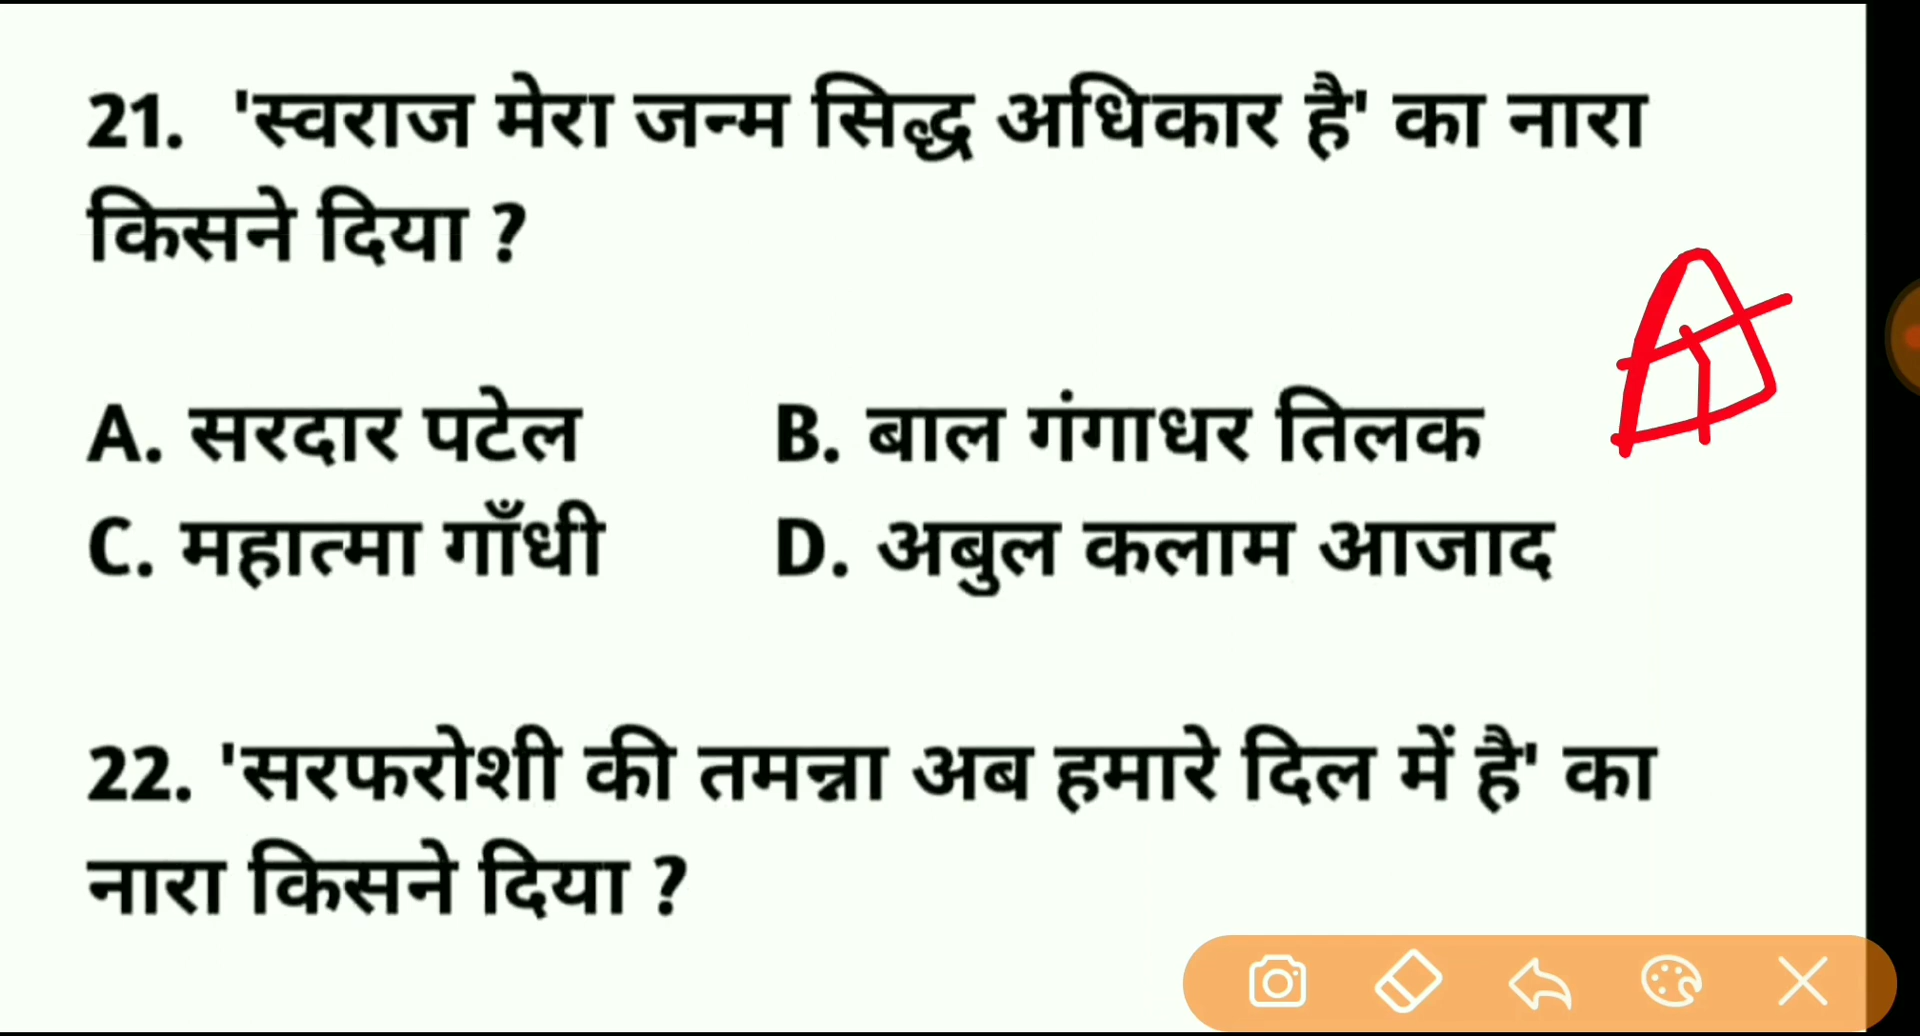 21. 'स्वराज मेरा जन्म सिद्ध अधिकार है' का नारा
किसने दिया ?
A. सरदार पटेल B. बाल गंगाधर तिलक
C. महात्मा गाँधी D. अबुल कलाम आजाद
22. 'सरफरोशी की तमन्ना अब हमारे दिल में है' का
नारा किसने दिया ?